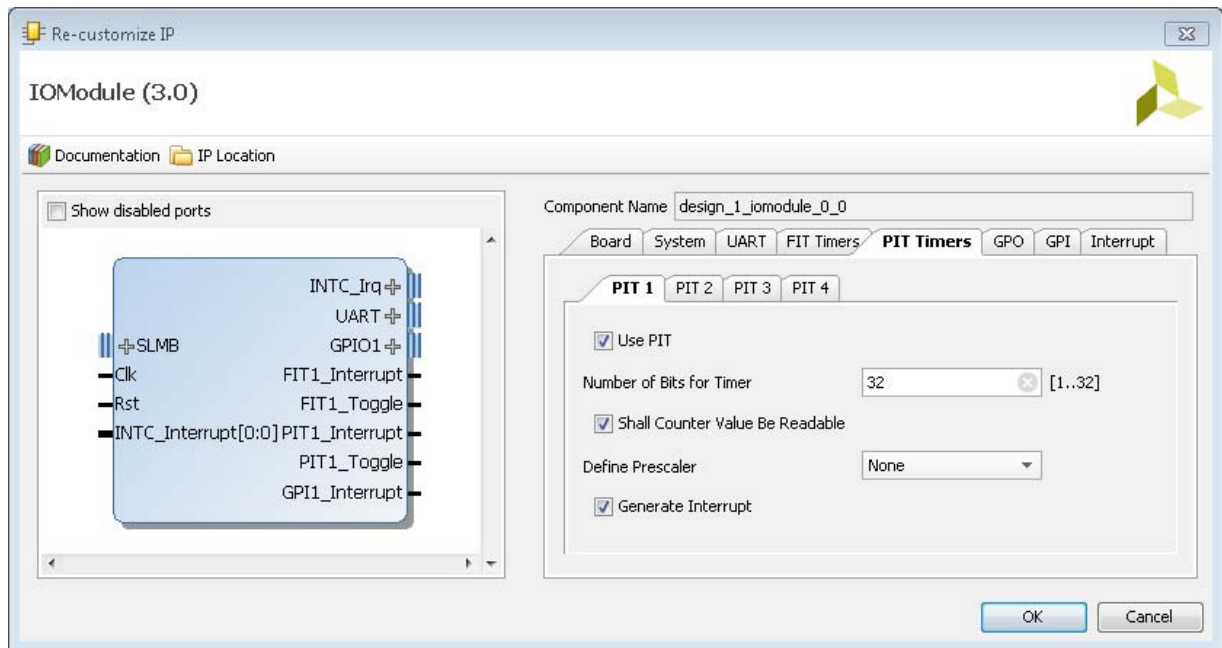 Re-customize IP
IOModule (3.0)
Documentation IP Location
Show disabled ports
INTC_Irq
UART
SLMB GPIO1
Clk FIT1_Interrupt
Rst FIT1_Toggle
INTC_Interrupt[0:0] PIT1_Interrupt
PIT1_Toggle
GPI1_Interrupt
Component Name design_1_iomodule_0_0
Board System UART FIT Timers PIT Timers GPO GPI Interrupt
PIT 1 PIT 2 PIT 3 PIT 4
Use PIT
Number of Bits for Timer 32 [1..32]
Shall Counter Value Be Readable
Define Prescaler None
Generate Interrupt
OK Cancel